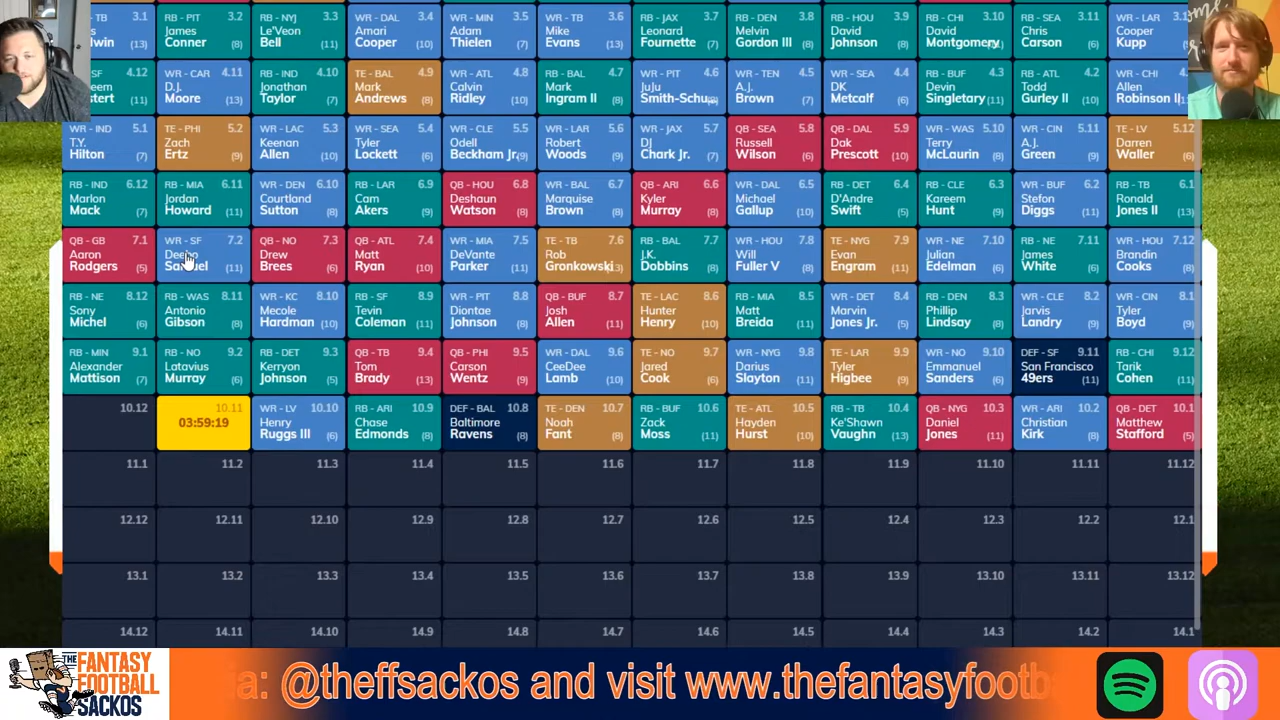 TB 3.1
dwin (13)
RB - PIT 3.2
James
Conner (8)
RB - NYJ 3.3
Le'Veon
Bell (11)
WR - DAL 3.4
Amari
Cooper (10)
WR - MIN 3.5
Adam
Thielen (7)
WR - TB 3.6
Mike
Evans (13)
RB - JAX 3.7
Leonard
Fournette (7)
RB - DEN 3.8
Melvin
Gordon III (8)
RB - HOU 3.9
David
Johnson (8)
RB - CHI 3.10
David
Montgomery
RB - SEA 3.11
Chris
Carson (6)
WR - LAR 3.1
Cooper
Kupp
SF 4.12
eem
stert (11)
WR - CAR 4.11
D.J.
Moore (13)
RB - IND 4.10
Jonathan
Taylor (7)
TE - BAL 4.9
Mark
Andrews (8)
WR - ATL 4.8
Calvin
Ridley (10)
RB - BAL 4.7
Mark
Ingram II (8)
WR - PIT 4.6
JuJu
Smith-Schu...
WR - TEN 4.5
A.J.
Brown (7)
WR - SEA 4.4
DK
Metcalf (6)
RB - BUF 4.3
Devin
Singletary (11)
RB - ATL 4.2
Todd
Gurley II (10)
WR - CHI
Allen
Robinson II
WR - IND 5.1
T.Y.
Hilton (7)
TE - PHI 5.2
Zach
Ertz (9)
WR - LAC 5.3
Keenan
Allen (10)
WR - SEA 5.4
Tyler
Lockett (6)
WR - CLE 5.5
Odell
Beckham Jr. (9)
WR - LAR 5.6
Robert
Woods (9)
WR - JAX 5.7
DJ
Chark Jr. (7)
QB - SEA 5.8
Russell
Wilson (6)
QB - DAL 5.9
Dak
Prescott (10)
WR - WAS 5.10
Terry
McLaurin (8)
WR - CIN 5.11
A.J.
Green (9)
TE - LV 5.12
Darren
Waller (6)
RB - IND 6.12
Marlon
Mack (7)
RB - MIA 6.11
Jordan
Howard (11)
WR - DEN 6.10
Courtland
Sutton (8)
RB - LAR 6.9
Cam
Akers (9)
QB - HOU 6.8
Deshaun
Watson (8)
WR - BAL 6.7
Marquise
Brown (8)
QB - ARI 6.6
Kyler
Murray (8)
WR - DAL 6.5
Michael
Gallup (10)
RB - DET 6.4
D'Andre
Swift (5)
RB - CLE 6.3
Kareem
Hunt (9)
WR - BUF 6.2
Stefon
Diggs (11)
RB - TB 6.1
Ronald
Jones II (13)
QB - GB 7.1
Aaron
Rodgers (5)
WR - SF 7.2
Samuel (11)
QB - NO 7.3
Drew
Brees (6)
QB - ATL 7.4
Matt
Ryan (10)
WR - MIA 7.5
DeVante
Parker (11)
TE - TB 7.6
Rob
Gronkowski
RB - BAL 7.7
J.K.
Dobbins (8)
WR - HOU 7.8
Will
Fuller V (8)
TE - NYG 7.9
Evan
Engram (11)
WR - NE 7.10
Julian
Edelman (6)
RB - NE 7.11
James
White (6)
WR - HOU 7.12
Brandin
Cooks (8)
RB - NE 8.12
Sony
Michel (6)
RB - WAS 8.11
Antonio
Gibson (8)
WR - KC 8.10
Mecole
Hardman (10)
RB - SF 8.9
Tevin
Coleman (11)
WR - PIT 8.8
Diontae
Johnson (8)
QB - BUF 8.7
Josh
Allen (11)
TE - LAC 8.6
Hunter
Henry (10)
RB - MIA 8.5
Matt
Breida (11)
WR - DET 8.4
Marvin
Jones Jr. (5)
RB - DEN 8.3
Phillip
Lindsay (8)
WR - CLE 8.2
Jarvis
Landry (9)
WR - CIN 8.1
Tyler
Boyd (9)
RB - MIN 9.1
Alexander
Mattison (7)
RB - NO 9.2
Latavius
Murray (6)
RB - DET 9.3
Kerryon
Johnson (5)
QB - TB 9.4
Tom
Brady (13)
QB - PHI 9.5
Carson
Wentz (9)
WR - DAL 9.6
CeeDee
Lamb (10)
TE - NO 9.7
Jared
Cook (6)
WR - NYG 9.8
Darius
Slayton (11)
TE - LAR 9.9
Tyler
Higbee (9)
WR - NO 9.10
Emmanuel
Sanders (6)
DEF - SF 9.11
San Francisco
49ers (11)
RB - CHI 9.12
Tarik
Cohen (11)
10.12
10.11
03:59:19
WR - LV 10.10
Henry
Ruggs III (6)
RB - ARI 10.9
Chase
Edmonds (8)
DEF - BAL 10.8
Baltimore
Ravens (8)
TE - DEN 10.7
Noah
Fant (8)
RB - BUF 10.6
Zack
Moss (11)
TE - ATL 10.5
Hayden
Hurst (10)
RB - TB 10.4
Ke'Shawn
Vaughn (13)
QB - NYG 10.3
Daniel
Jones (11)
WR - ARI 10.2
Christian
Kirk (8)
QB - DET 10.1
Matthew
Stafford (5)
11.1 11.2 11.3 11.4 11.5 11.6 11.7 11.8 11.9 11.10 11.11 11.12
12.12 12.11 12.10 12.9 12.8 12.7 12.6 12.5 12.4 12.3 12.2 12.1
13.1 13.2 13.3 13.4 13.5 13.6 13.7 13.8 13.9 13.10 13.11 13.12
14.12 14.11 14.10 14.9 14.8 14.7 14.6 14.5 14.4 14.3 14.2 14.1
THE
FANTASY
FOOTBALL
SACKOS
ia: @theffsackos and visit www.thefantasyfootb